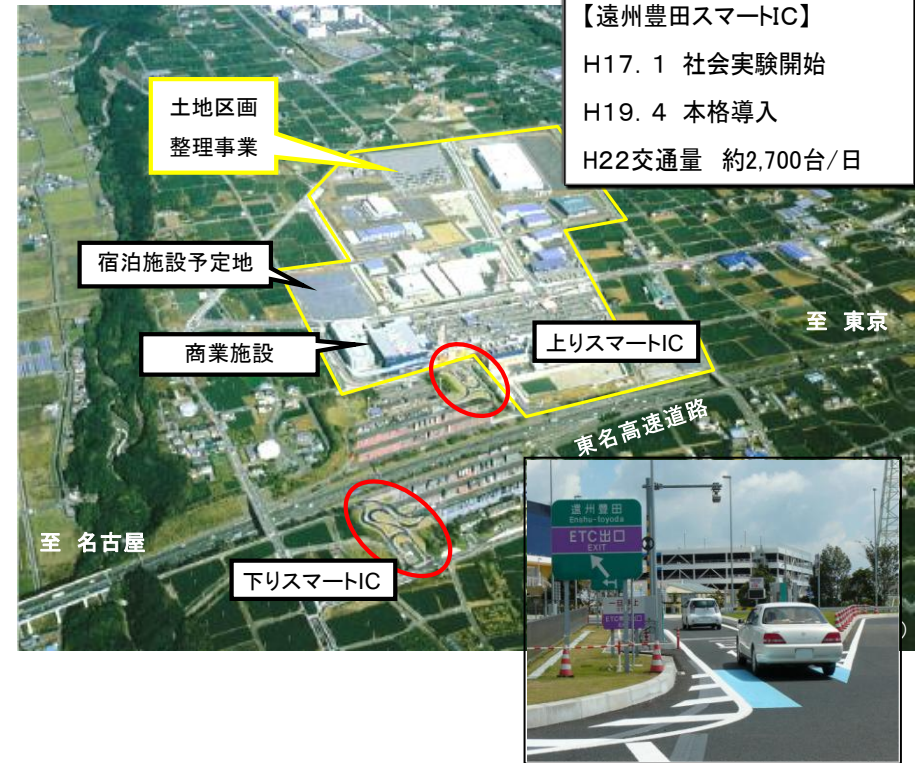 【遠州豊田スマートIC】
H17.1 社会実験開始
H19.4 本格導入
H22交通量 約2,700台/日
土地区画
整理事業
宿泊施設予定地
商業施設
上りスマートIC
至 東京
東名高速道路
至 名古屋
下りスマートIC
遠州豊田
Enshu-toyoda
ETC出口
EXIT
)